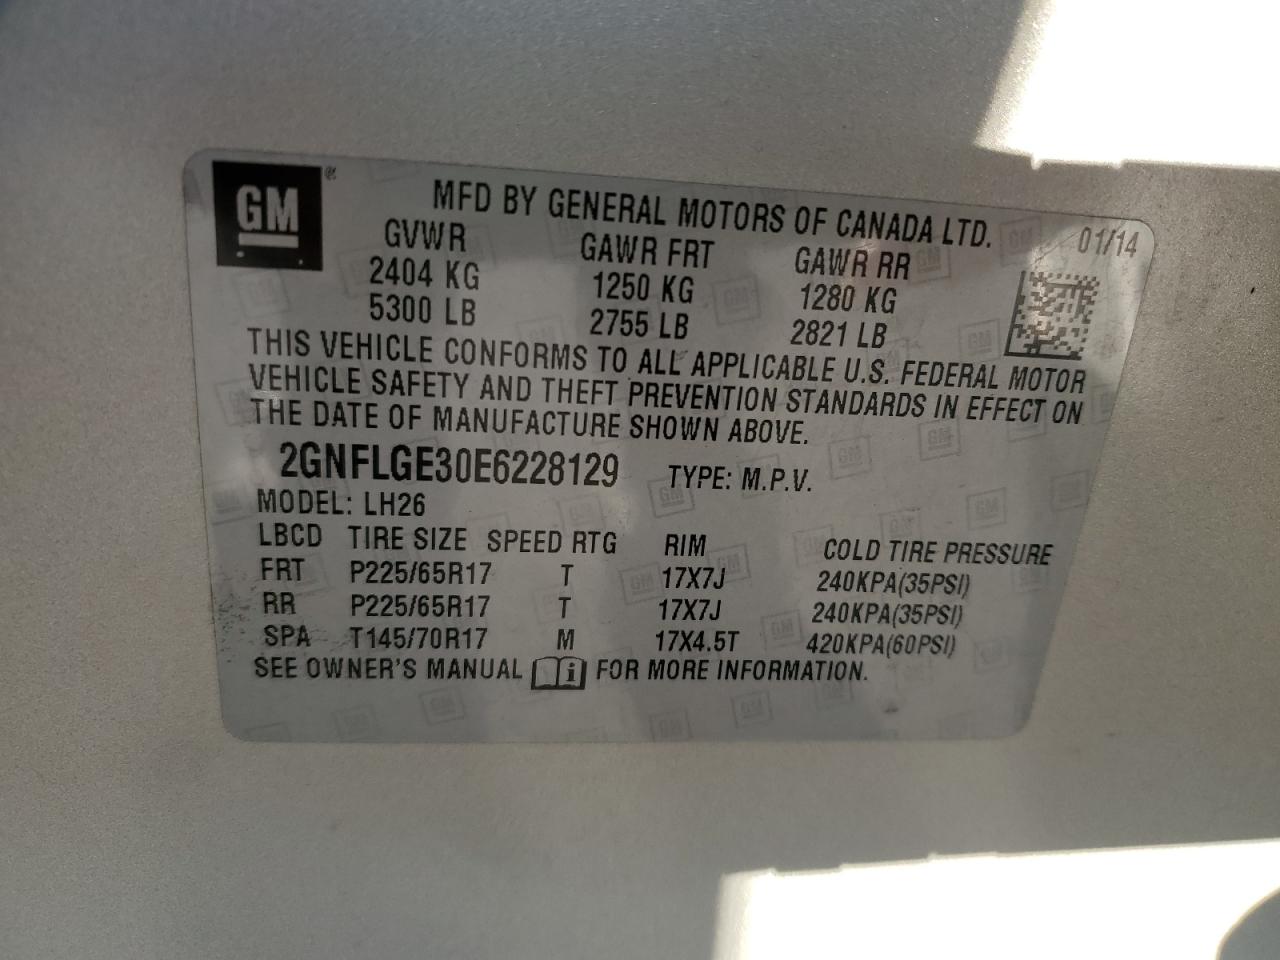 GM ®
MFD BY GENERAL MOTORS OF CANADA LTD.
01/14
GVWR GAWR FRT GAWR RR
2404 KG 1250 KG 1280 KG
5300 LB 2755 LB 2821 LB
THIS VEHICLE CONFORMS TO ALL APPLICABLE U.S. FEDERAL MOTOR
VEHICLE SAFETY AND THEFT PREVENTION STANDARDS IN EFFECT ON
THE DATE OF MANUFACTURE SHOWN ABOVE.
2GNFLGE30E6228129 TYPE: M.P.V.
MODEL: LH26
LBCD TIRE SIZE SPEED RTG RIM COLD TIRE PRESSURE
FRT P225/65R17 T 17X7J 240KPA(35PSI)
RR P225/65R17 T 17X7J 240KPA(35PSI)
SPA T145/70R17 M 17X4.5T 420KPA(60PSI)
SEE OWNER'S MANUAL i FOR MORE INFORMATION.